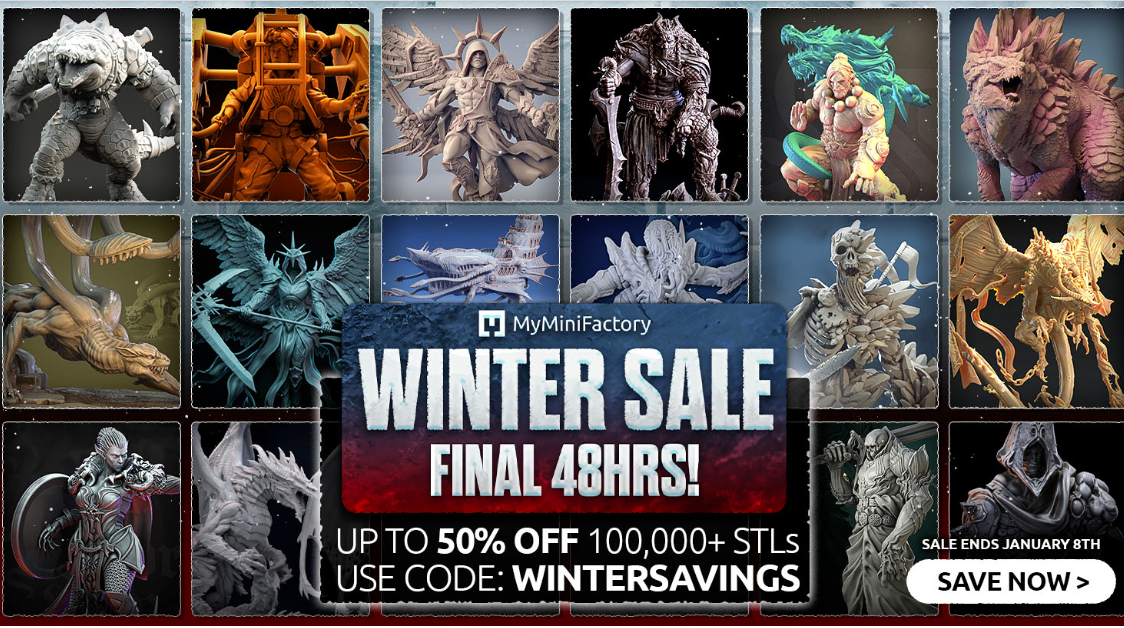 MyMiniFactory
WINTER SALE
FINAL 48HRS!
UP TO 50% OFF 100,000+ STLs
USE CODE: WINTERSAVINGS
SALE ENDS JANUARY 8TH
SAVE NOW >